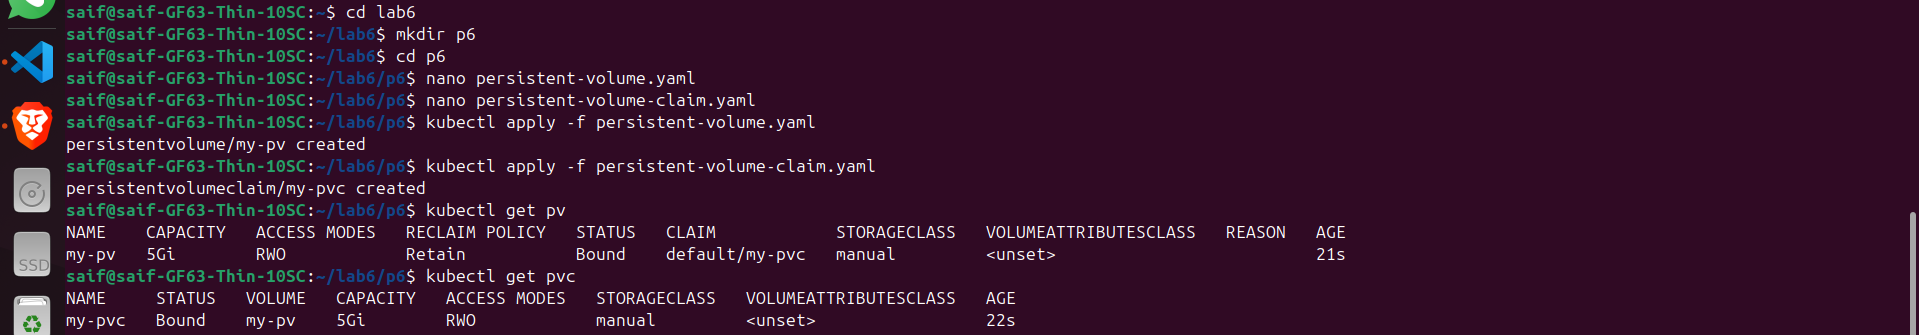 saif@saif-GF63-Thin-10SC:~$ cd lab6
saif@saif-GF63-Thin-10SC:~/lab6$ mkdir p6
saif@saif-GF63-Thin-10SC:~/lab6$ cd p6
saif@saif-GF63-Thin-10SC:~/lab6/p6$ nano persistent-volume.yaml
saif@saif-GF63-Thin-10SC:~/lab6/p6$ nano persistent-volume-claim.yaml
saif@saif-GF63-Thin-10SC:~/lab6/p6$ kubectl apply -f persistent-volume.yaml
persistentvolume/my-pv created
saif@saif-GF63-Thin-10SC:~/lab6/p6$ kubectl apply -f persistent-volume-claim.yaml
persistentvolumeclaim/my-pvc created
saif@saif-GF63-Thin-10SC:~/lab6/p6$ kubectl get pv
NAME    CAPACITY   ACCESS MODES   RECLAIM POLICY   STATUS   CLAIM            STORAGECLASS   VOLUMEATTRIBUTESCLASS   REASON   AGE
my-pv   5Gi        RWO            Retain           Bound    default/my-pvc   manual         <unset>                          21s
saif@saif-GF63-Thin-10SC:~/lab6/p6$ kubectl get pvc
NAME     STATUS   VOLUME   CAPACITY   ACCESS MODES   STORAGECLASS   VOLUMEATTRIBUTESCLASS   AGE
my-pvc   Bound    my-pv    5Gi        RWO            manual         <unset>                 22s
SSD